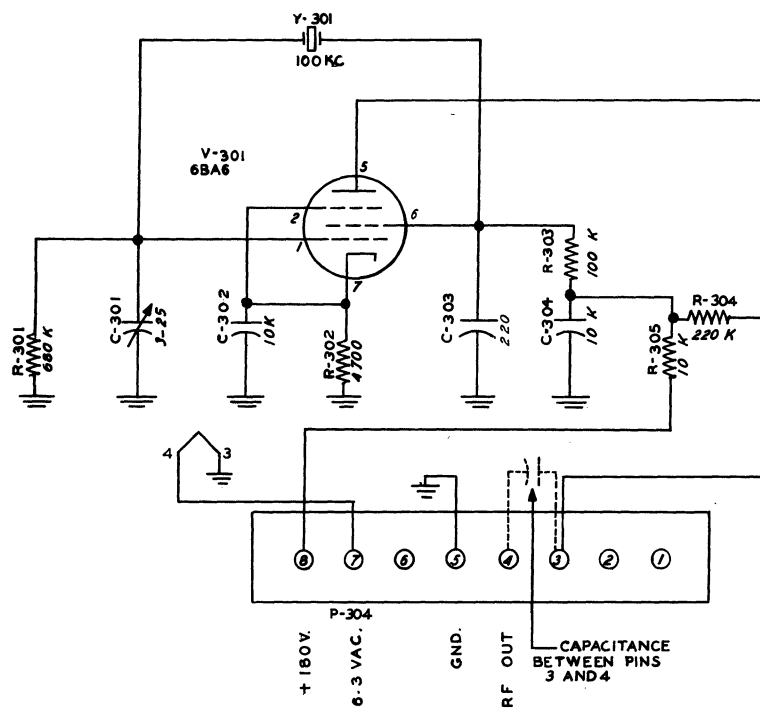 Y-301
100 KC
V-301
6BA6
5
2
6
1
7
R-301
680 K
C-301
3-25
C-302
10K
R-302
4700
C-303
220
R-303
100 K
C-304
10 K
R-304
220 K
R-305
10 K
4
3
8
7
6
5
4
3
2
1
P-304
+ 180V.
6-3 VAC.
GND.
RF OUT
CAPACITANCE
BETWEEN PINS
3 AND 4